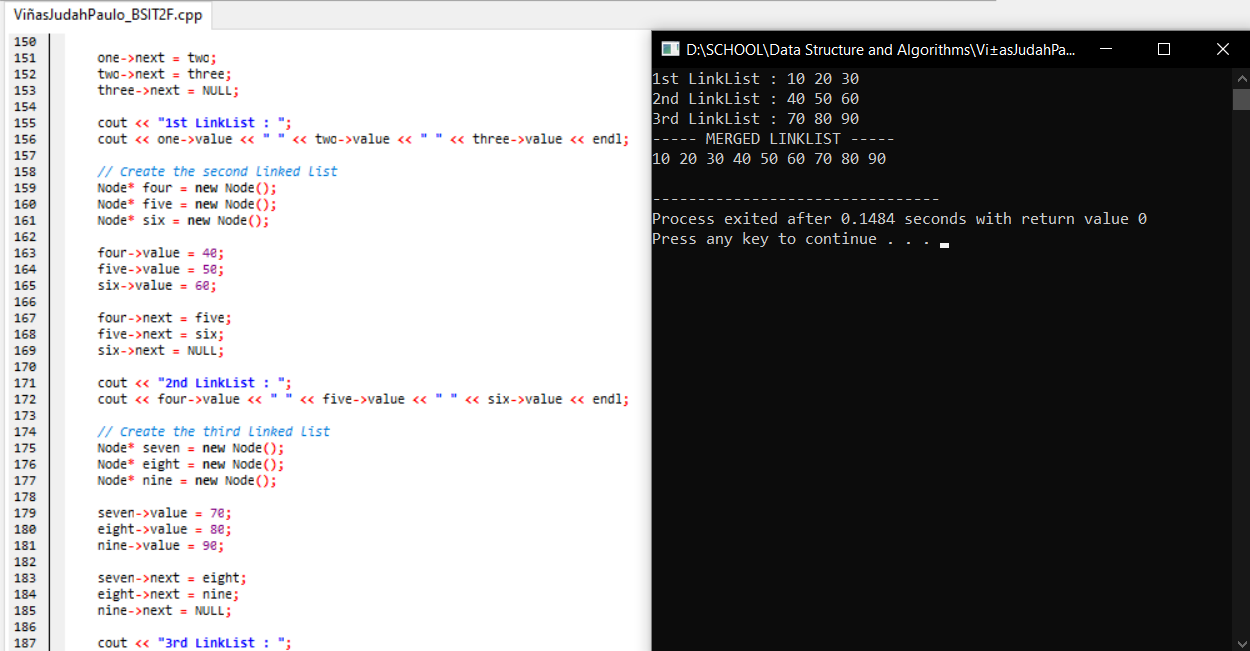 ViñasJudahPaulo_BSIT2F.cpp
150
151 one->next = two;
152 two->next = three;
153 three->next = NULL;
154
155 cout << "1st LinkList : ";
156 cout << one->value << " " << two->value << " " << three->value << endl;
157
158 // Create the second linked list
159 Node* four = new Node();
160 Node* five = new Node();
161 Node* six = new Node();
162
163 four->value = 40;
164 five->value = 50;
165 six->value = 60;
166
167 four->next = five;
168 five->next = six;
169 six->next = NULL;
170
171 cout << "2nd LinkList : ";
172 cout << four->value << " " << five->value << " " << six->value << endl;
173
174 // Create the third linked list
175 Node* seven = new Node();
176 Node* eight = new Node();
177 Node* nine = new Node();
178
179 seven->value = 70;
180 eight->value = 80;
181 nine->value = 90;
182
183 seven->next = eight;
184 eight->next = nine;
185 nine->next = NULL;
186
187 cout << "3rd LinkList : ";
D:\SCHOOL\Data Structure and Algorithms\Vi±asJudahPa...
1st LinkList : 10 20 30
2nd LinkList : 40 50 60
3rd LinkList : 70 80 90
----- MERGED LINKLIST -----
10 20 30 40 50 60 70 80 90
--------------------------------
Process exited after 0.1484 seconds with return value 0
Press any key to continue . . .